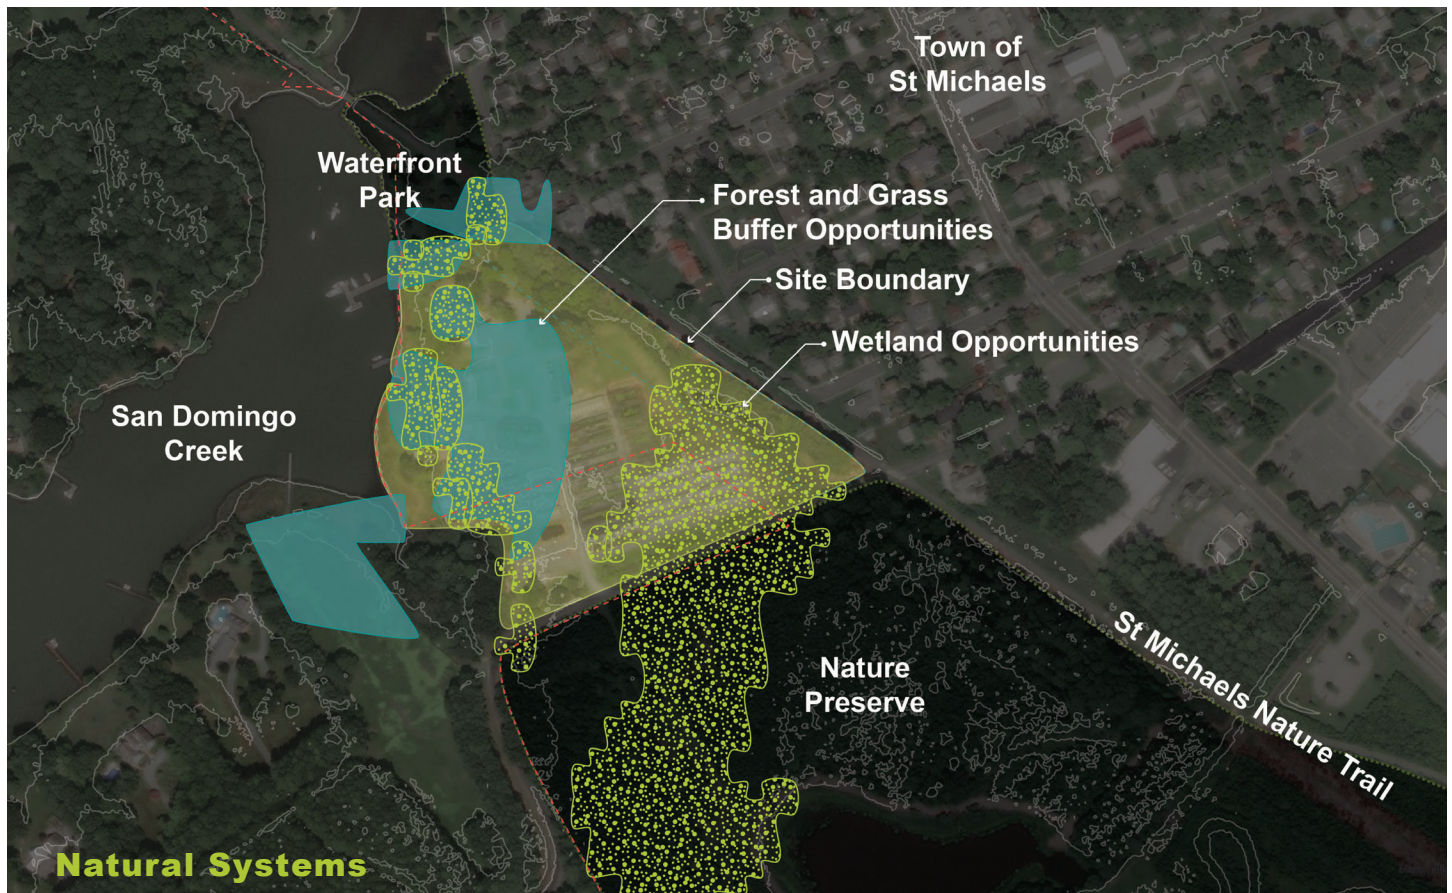 Town of
St Michaels
Waterfront
Park
Forest and Grass
Buffer Opportunities
Site Boundary
Wetland Opportunities
San Domingo
Creek
Nature
Preserve
St Michaels Nature Trail
Natural Systems